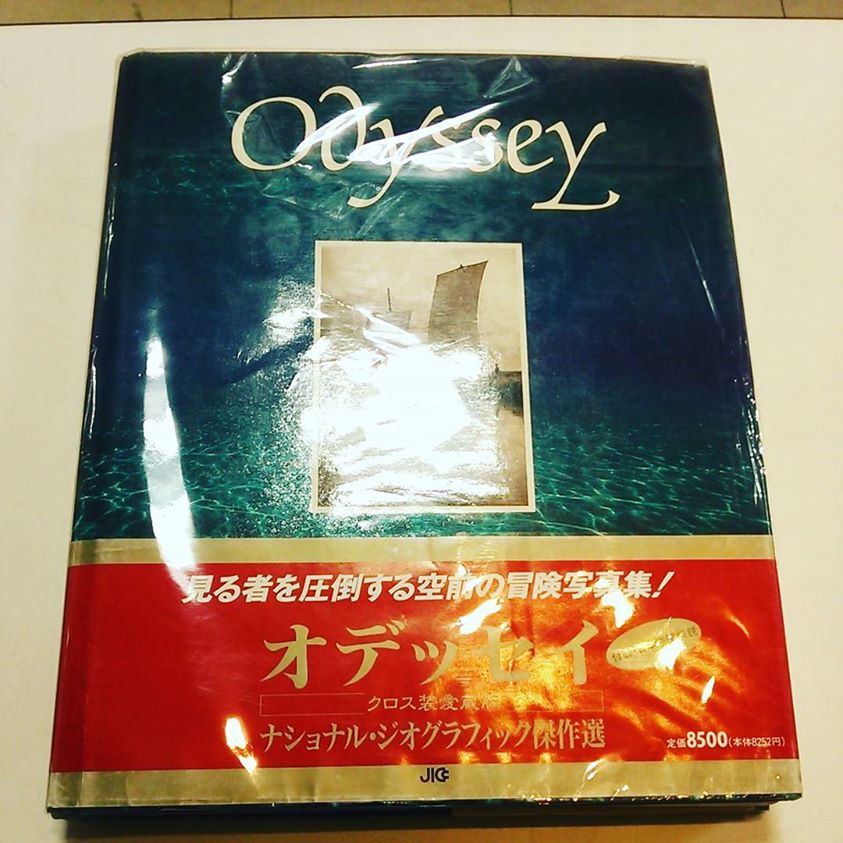 Odyssey
見る者を圧倒する空前の冒険写真集!
オデッセイ
クロス装愛蔵版
ナショナル・ジオグラフィック傑作選
定価8500(本体8252円)
JICC